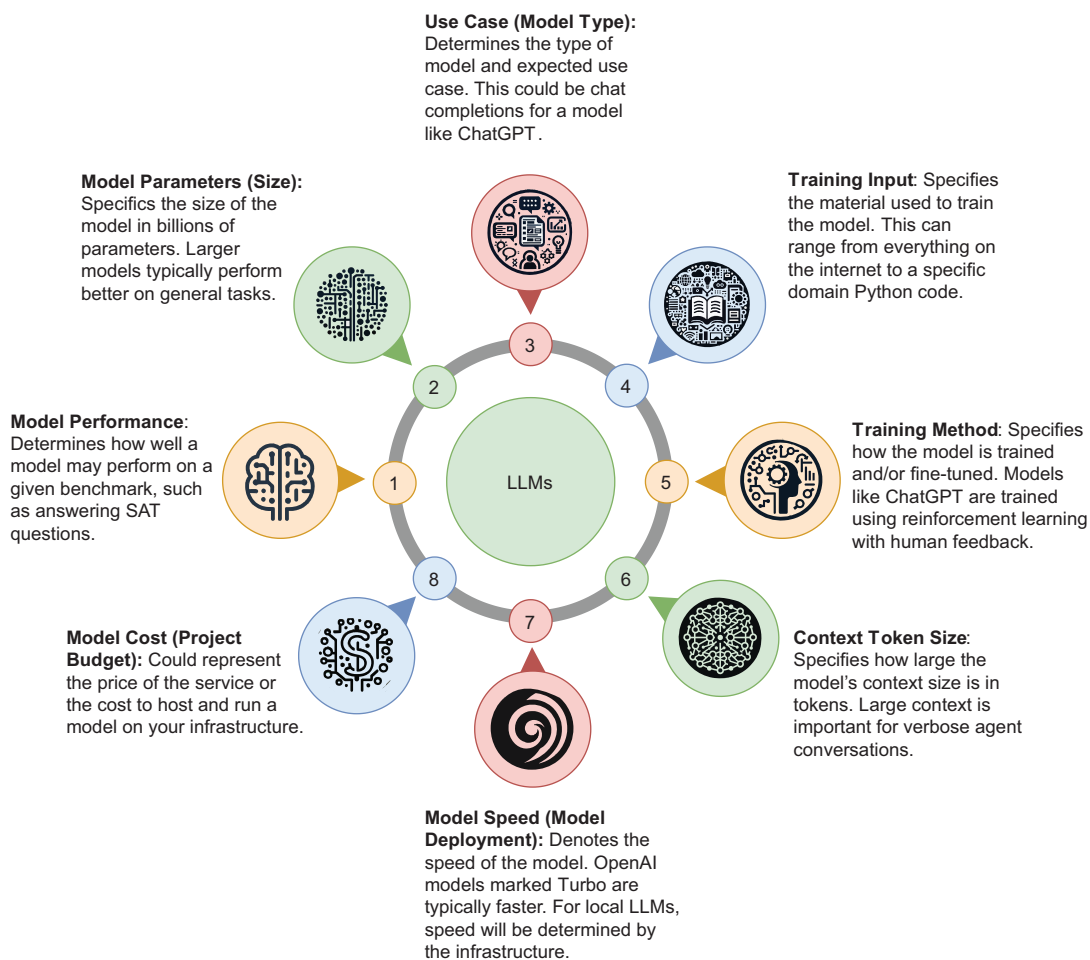 Use Case (Model Type):
Determines the type of
model and expected use
case. This could be chat
completions for a model
like ChatGPT.
Model Parameters (Size):
Specifics the size of the
model in billions of
parameters. Larger
models typically perform
better on general tasks.
Training Input: Specifies
the material used to train
the model. This can
range from everything on
the internet to a specific
domain Python code.
3
2
4
Model Performance:
Determines how well a
model may perform on a
given benchmark, such
as answering SAT
questions.
1
LLMs
5
Training Method: Specifies
how the model is trained
and/or fine-tuned. Models
like ChatGPT are trained
using reinforcement learning
with human feedback.
8
6
7
Model Cost (Project
Budget): Could represent
the price of the service or
the cost to host and run a
model on your infrastructure.
Context Token Size:
Specifies how large the
model's context size is in
tokens. Large context is
important for verbose agent
conversations.
Model Speed (Model
Deployment): Denotes the
speed of the model. OpenAI
models marked Turbo are
typically faster. For local LLMs,
speed will be determined by
the infrastructure.